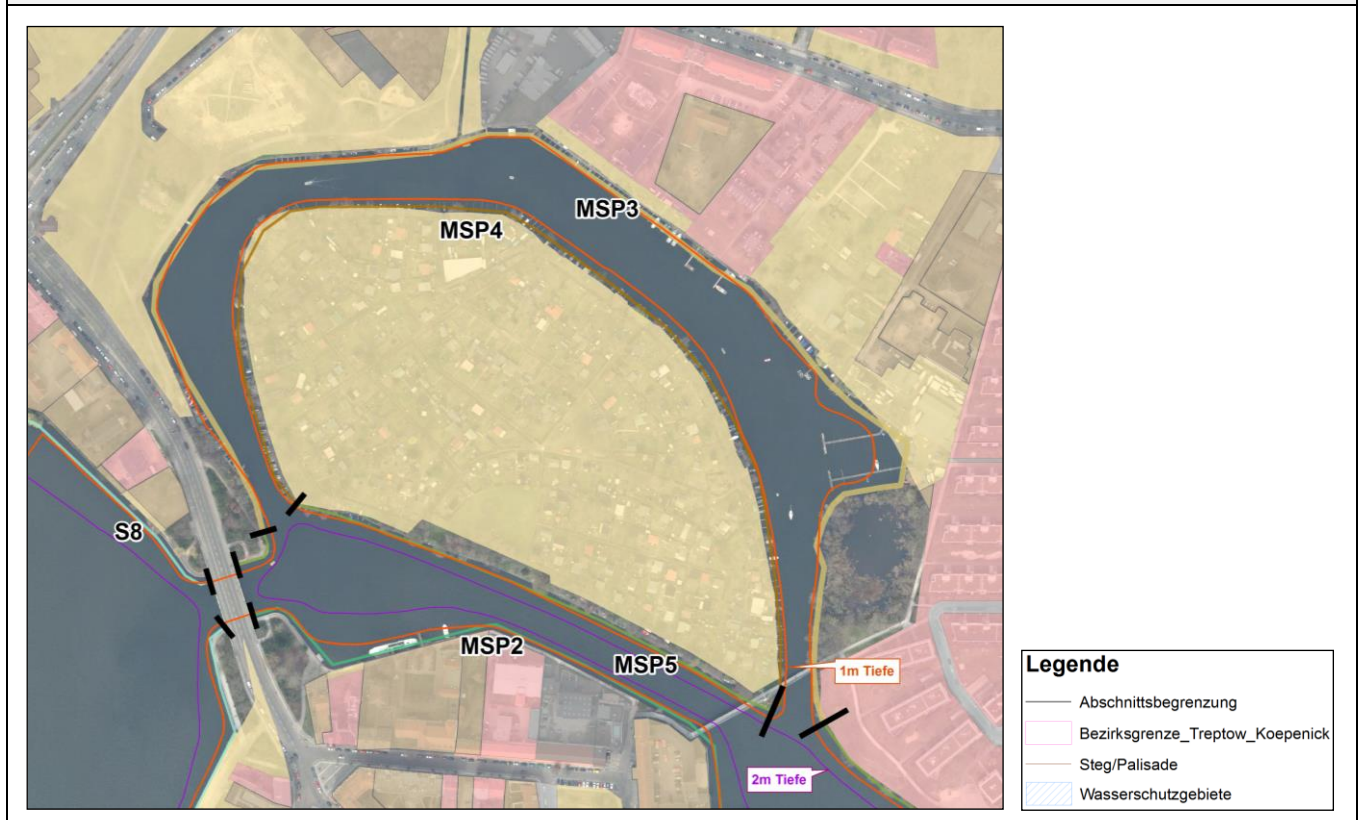 MSP3
MSP4
S8
MSP2
MSP5
1m Tiefe
2m Tiefe
Legende
Abschnittsbegrenzung
Bezirksgrenze_Treptow_Koepenick
Steg/Palisade
Wasserschutzgebiete